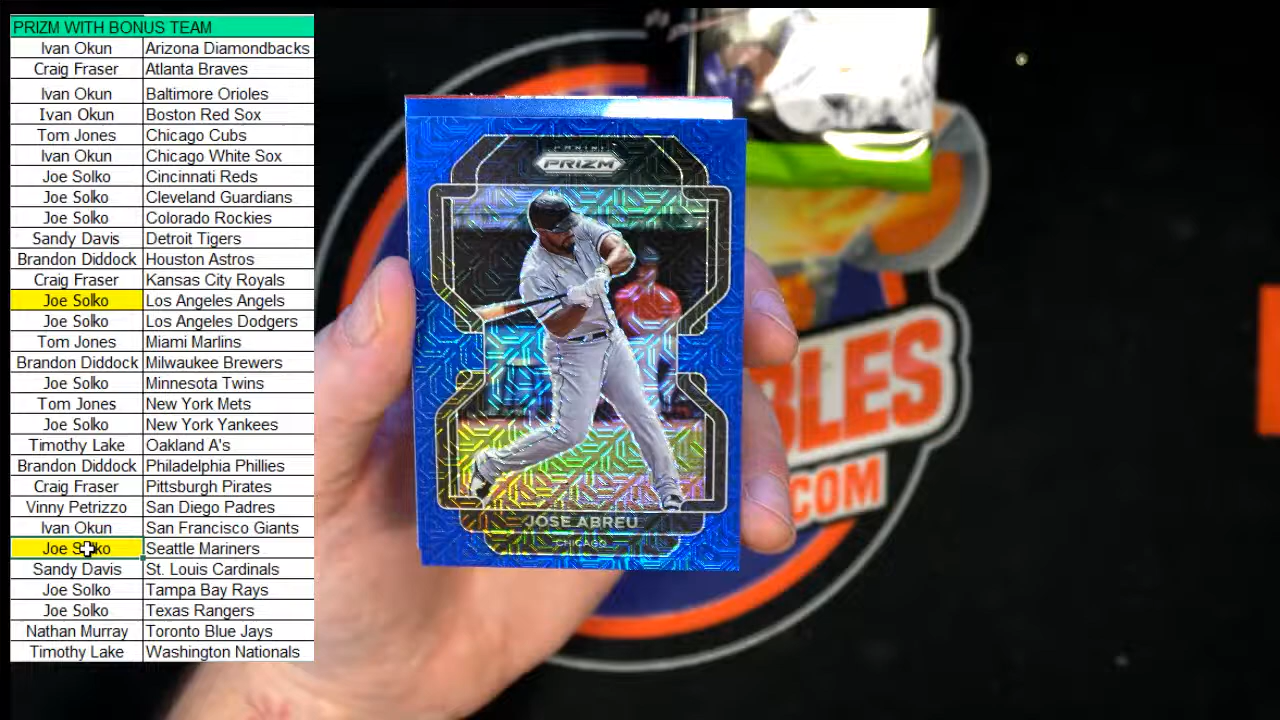 PRIZM WITH BONUS TEAM
Ivan Okun Arizona Diamondbacks
Craig Fraser Atlanta Braves
Ivan Okun Baltimore Orioles
Ivan Okun Boston Red Sox
Tom Jones Chicago Cubs
Ivan Okun Chicago White Sox
Joe Solko Cincinnati Reds
Joe Solko Cleveland Guardians
Joe Solko Colorado Rockies
Sandy Davis Detroit Tigers
Brandon Diddock Houston Astros
Craig Fraser Kansas City Royals
Joe Solko Los Angeles Angels
Joe Solko Los Angeles Dodgers
Tom Jones Miami Marlins
Brandon Diddock Milwaukee Brewers
Joe Solko Minnesota Twins
Tom Jones New York Mets
Joe Solko New York Yankees
Timothy Lake Oakland A's
Brandon Diddock Philadelphia Phillies
Craig Fraser Pittsburgh Pirates
Vinny Petrizzo San Diego Padres
Ivan Okun San Francisco Giants
Joe Solko Seattle Mariners
Sandy Davis St. Louis Cardinals
Joe Solko Tampa Bay Rays
Joe Solko Texas Rangers
Nathan Murray Toronto Blue Jays
Timothy Lake Washington Nationals
PANINI
PRIZM
JOSE ABREU
CHICAGO
BLES
.COM